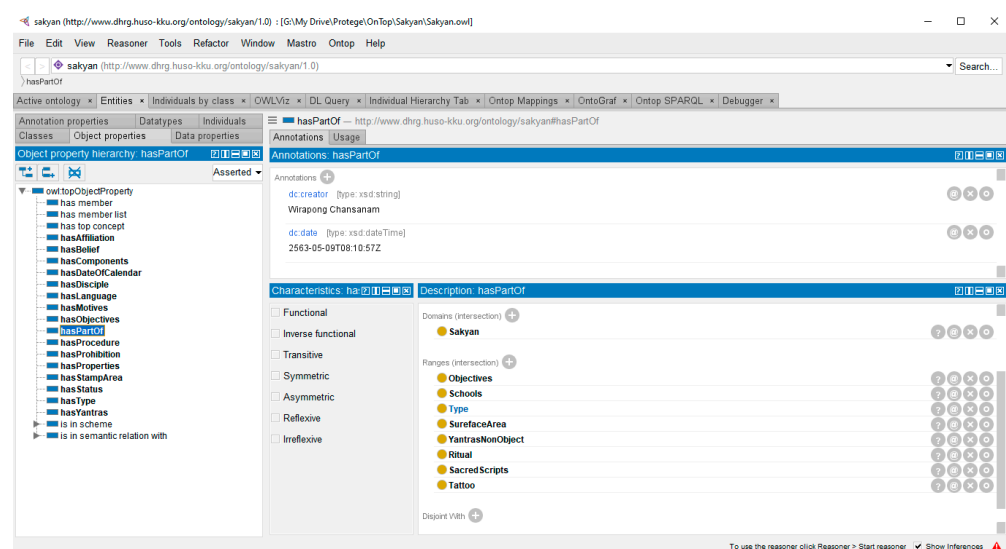 sakyan (http://www.dhrg.huso-kku.org/ontology/sakyan/1.0) : [G:\My Drive\Protege\OnTop\Sakyan\Sakyan.owl]
File Edit View Reasoner Tools Refactor Window Mastro Ontop Help
< > sakyan (http://www.dhrg.huso-kku.org/ontology/sakyan/1.0) Search...
hasPartOf
Active ontology × Entities × Individuals by class × OWLViz × DL Query × Individual Hierarchy Tab × Ontop Mappings × OntoGraf × Ontop SPARQL × Debugger ×
Annotation properties Datatypes Individuals
Classes Object properties Data properties
Object property hierarchy: hasPartOf
Asserted
owl:topObjectProperty
has member
has member list
has top concept
hasAffiliation
hasBelief
hasComponents
hasDateOfCalendar
hasDisciple
hasLanguage
hasMotives
hasObjectives
hasPartOf
hasProcedure
hasProhibition
hasProperties
hasStampArea
hasStatus
hasType
hasYantras
is in scheme
is in semantic relation with
hasPartOf — http://www.dhrg.huso-kku.org/ontology/sakyan#hasPartOf
Annotations Usage
Annotations: hasPartOf
Annotations
dc:creator [type: xsd:string]
Wirapong Chansanam
dc:date [type: xsd:dateTime]
2563-05-09T08:10:57Z
Characteristics: ha
Functional
Inverse functional
Transitive
Symmetric
Asymmetric
Reflexive
Irreflexive
Description: hasPartOf
Domains (intersection)
Sakyan
Ranges (intersection)
Objectives
Schools
Type
SurefaceArea
YantrasNonObject
Ritual
SacredScripts
Tattoo
Disjoint With
To use the reasoner click Reasoner > Start reasoner Show Inferences